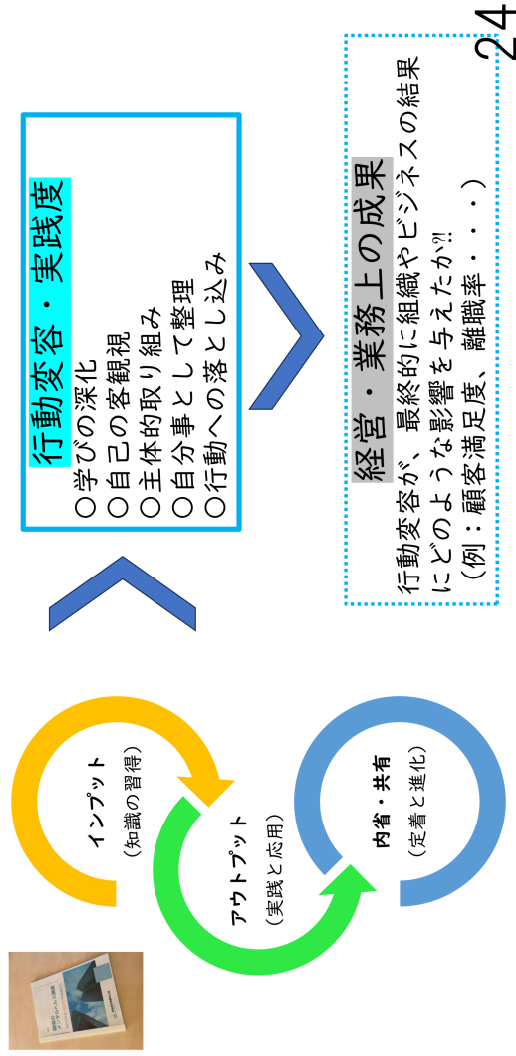 インプット
(知識の習得)
アウトプット
(実践と応用)
内省・共有
(定着と進化)
行動変容・実践度
○学びの深化
○自己の客観視
○主体的取り組み
○自分事として整理
○行動への落とし込み
経営・業務上の成果
行動変容が、最終的に組織やビジネスの結果
にどのような影響を与えたか⁈
(例：顧客満足度、離職率・・・)
24